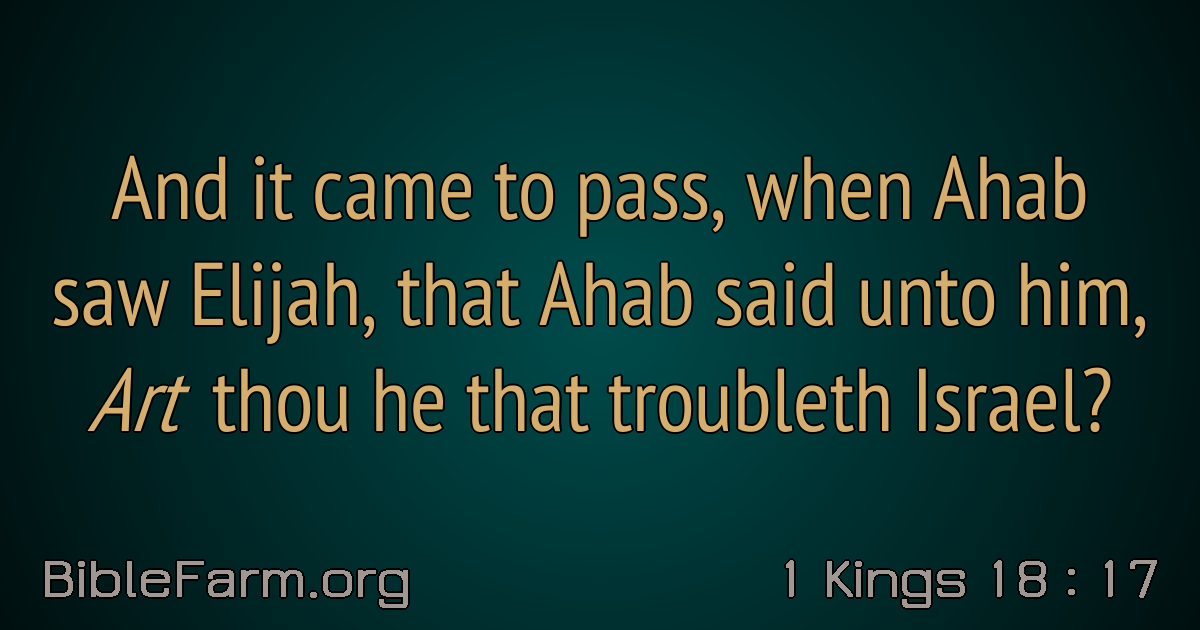 And it came to pass, when Ahab
saw Elijah, that Ahab said unto him,
Art thou he that troubleth Israel?
BibleFarm.org
1 Kings 18 : 17